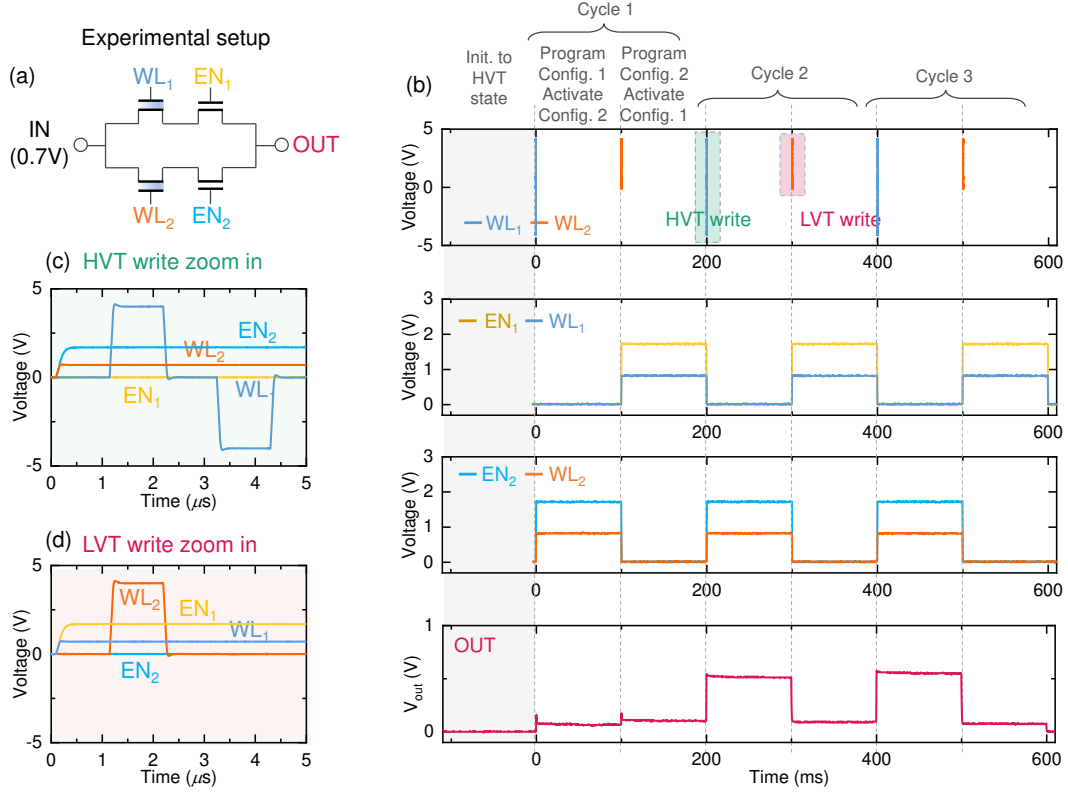 Experimental setup
(a)
WL1
EN1
IN
(0.7V)
OUT
WL2
EN2
(c)
HVT write zoom in
Voltage (V)
5
0
-5
EN2
WL2
EN1
WL1
0
1
2
3
4
5
Time (μs)
(d)
LVT write zoom in
Voltage (V)
5
0
-5
WL2
EN1
WL1
EN2
0
1
2
3
4
5
Time (μs)
(b)
Cycle 1
Init. to
HVT
state
Program
Config. 1
Activate
Config. 2
Program
Config. 2
Activate
Config. 1
Cycle 2
Cycle 3
Voltage (V)
5
0
-5
WL1
WL2
HVT write
LVT write
0
200
400
600
Voltage (V)
3
2
1
0
EN1
WL1
0
200
400
600
Voltage (V)
3
2
1
0
EN2
WL2
0
200
400
600
Vout (V)
1
0
OUT
0
200
400
600
Time (ms)